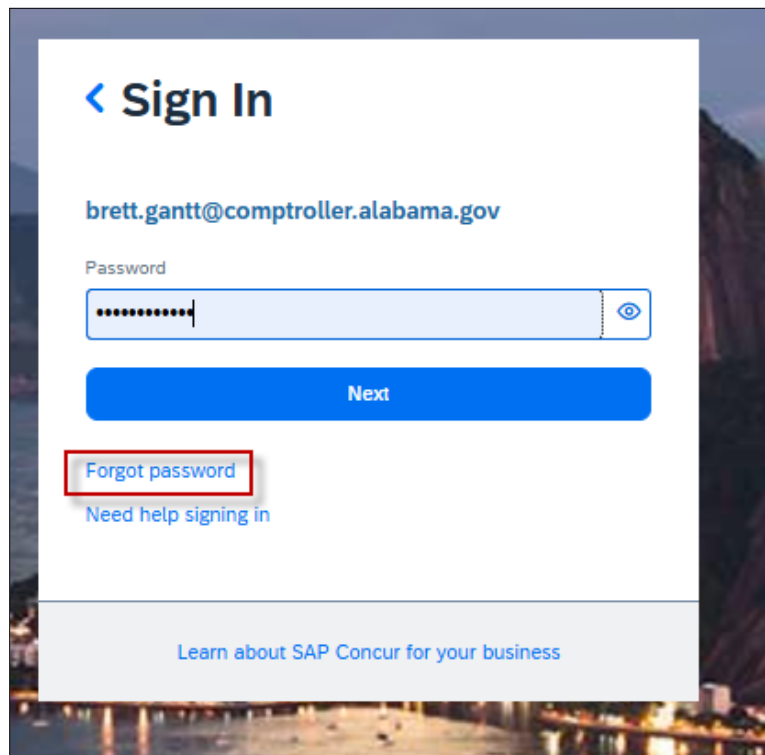 Sign In
brett.gantt@comptroller.alabama.gov
Password
••••••••••••
Next
Forgot password
Need help signing in
Learn about SAP Concur for your business